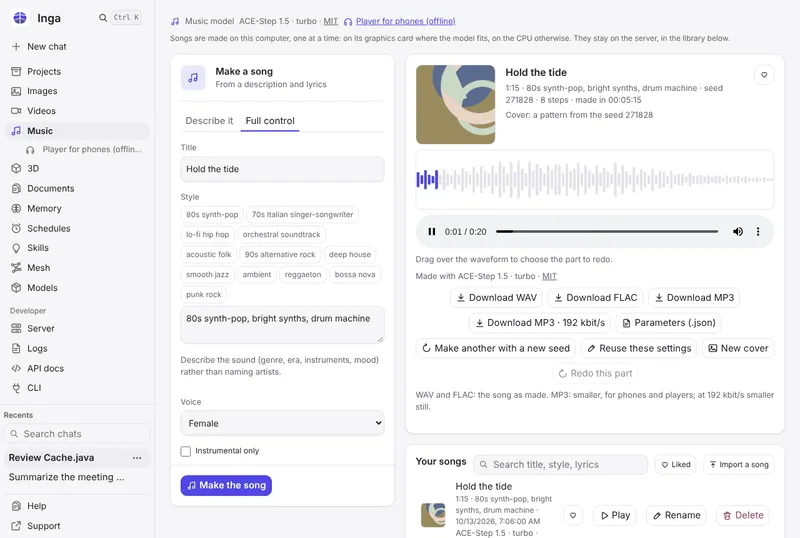 Inga
Ctrl K
New chat
Projects
Images
Videos
Music
Player for phones (offlin...
3D
Documents
Memory
Schedules
Skills
Mesh
Models
Developer
Server
Logs
API docs
CLI
Recents
Search chats
Review Cache.java
Summarize the meeting ...
Help
Support
Music model ACE-Step 1.5 · turbo · MIT Player for phones (offline)
Songs are made on this computer, one at a time: on its graphics card where the model fits, on the CPU otherwise. They stay on the server, in the library below.
Make a song
From a description and lyrics
Describe it Full control
Title
Hold the tide
Style
80s synth-pop 70s Italian singer-songwriter
lo-fi hip hop orchestral soundtrack
acoustic folk 90s alternative rock deep house
smooth jazz ambient reggaeton bossa nova
punk rock
80s synth-pop, bright synths, drum machine
Describe the sound (genre, era, instruments, mood)
rather than naming artists.
Voice
Female
Instrumental only
Make the song
Hold the tide
1:15 · 80s synth-pop, bright synths, drum machine · seed
271828 · 8 steps · made in 00:05:15
Cover: a pattern from the seed 271828
0:01 / 0:20
Drag over the waveform to choose the part to redo.
Made with ACE-Step 1.5 · turbo · MIT
Download WAV Download FLAC Download MP3
Download MP3 · 192 kbit/s Parameters (.json)
Make another with a new seed Reuse these settings New cover
Redo this part
WAV and FLAC: the song as made. MP3: smaller, for phones and players; at 192 kbit/s smaller
still.
Your songs Search title, style, lyrics Liked Import a song
Hold the tide
1:15 · 80s synth-pop, bright
synths, drum machine ·
10/13/2026, 7:06:00 AM
ACE-Step 1.5 · turbo ·
Play Rename Delete